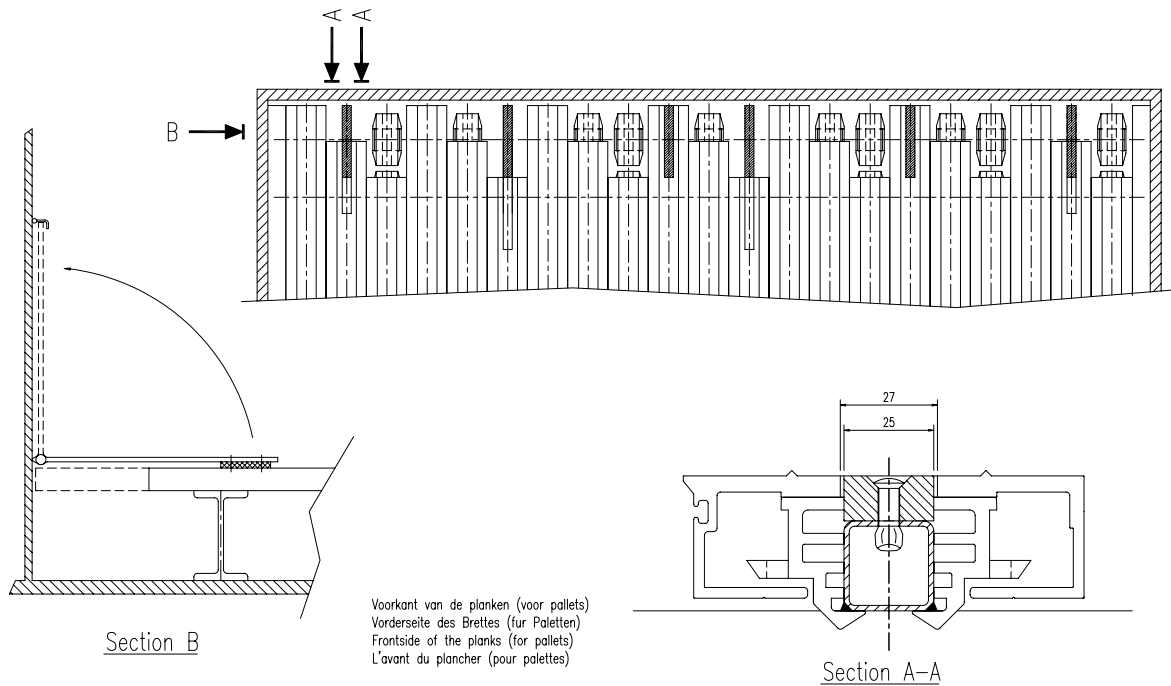 A A
B
27
25
Voorkant van de planken (voor pallets)
Vorderseite des Brettes (fur Paletten)
Frontside of the planks (for pallets)
L'avant du plancher (pour palettes)
Section B
Section A-A